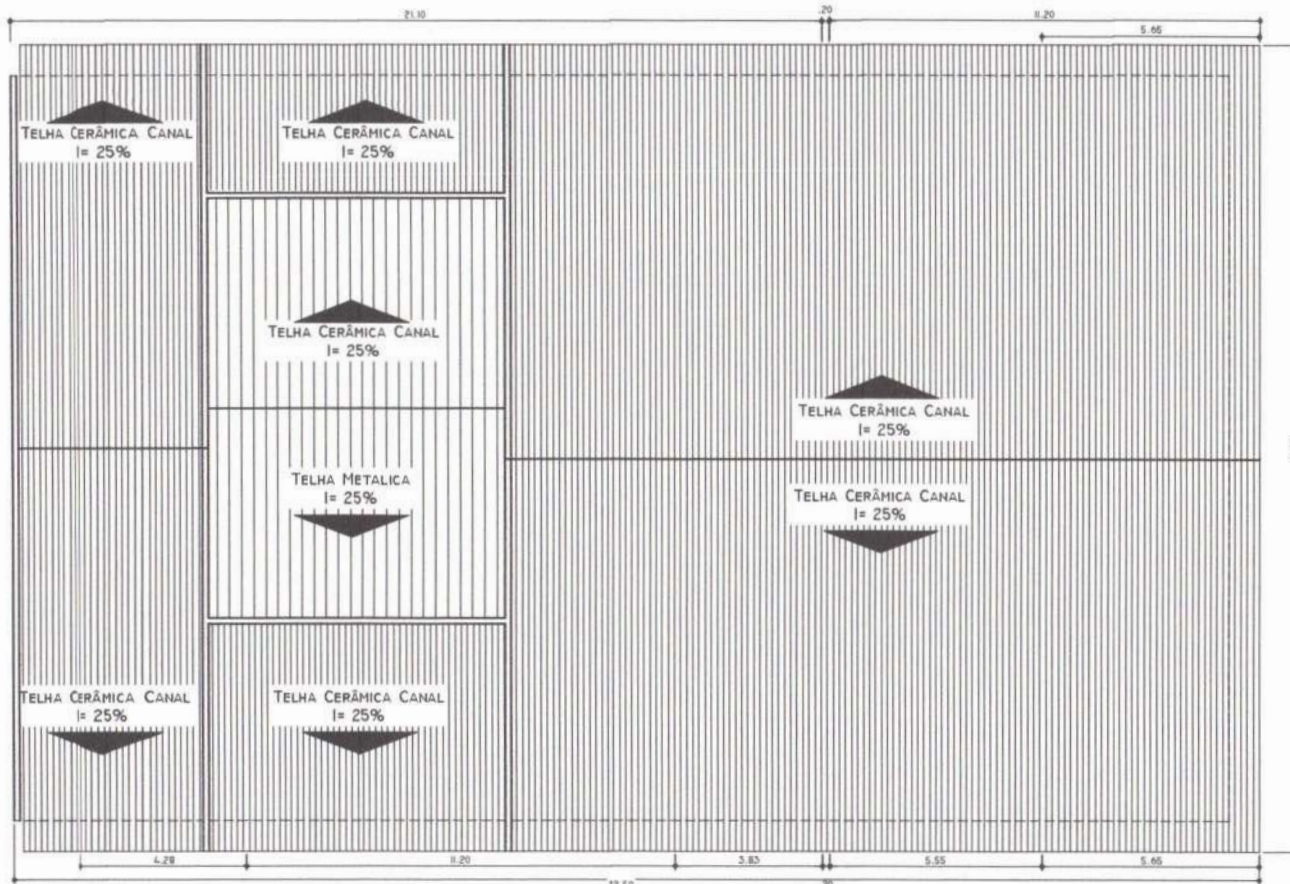 21.10
.20
11.20
5.65
TELHA CERÂMICA CANAL
I= 25%
TELHA CERÂMICA CANAL
I= 25%
TELHA CERÂMICA CANAL
I= 25%
TELHA CERÂMICA CANAL
I= 25%
TELHA METALICA
I= 25%
TELHA CERÂMICA CANAL
I= 25%
TELHA CERÂMICA CANAL
I= 25%
TELHA CERÂMICA CANAL
I= 25%
4.28
11.20
3.83
5.55
5.65